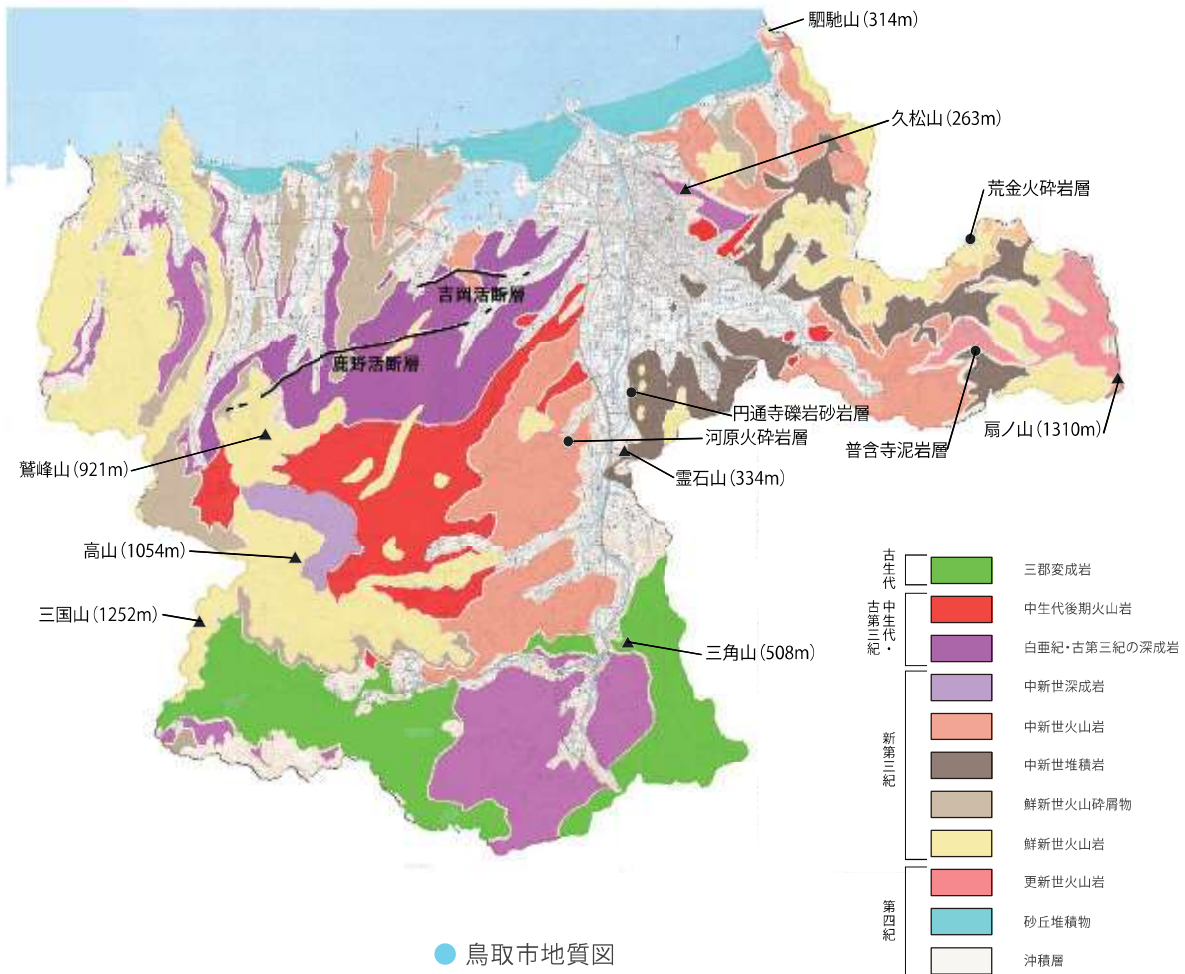 駟馳山(314m)
久松山(263m)
荒金火砕岩層
吉岡活断層
鹿野活断層
円通寺礫岩砂岩層
河原火砕岩層
普含寺泥岩層
扇ノ山(1310m)
鷲峰山(921m)
霊石山(334m)
高山(1054m)
三国山(1252m)
三角山(508m)
古生代
三郡変成岩
中生代・古第三紀
中生代後期火山岩
白亜紀・古第三紀の深成岩
新第三紀
中新世深成岩
中新世火山岩
中新世堆積岩
鮮新世火山砕屑物
鮮新世火山岩
第四紀
更新世火山岩
砂丘堆積物
沖積層
鳥取市地質図